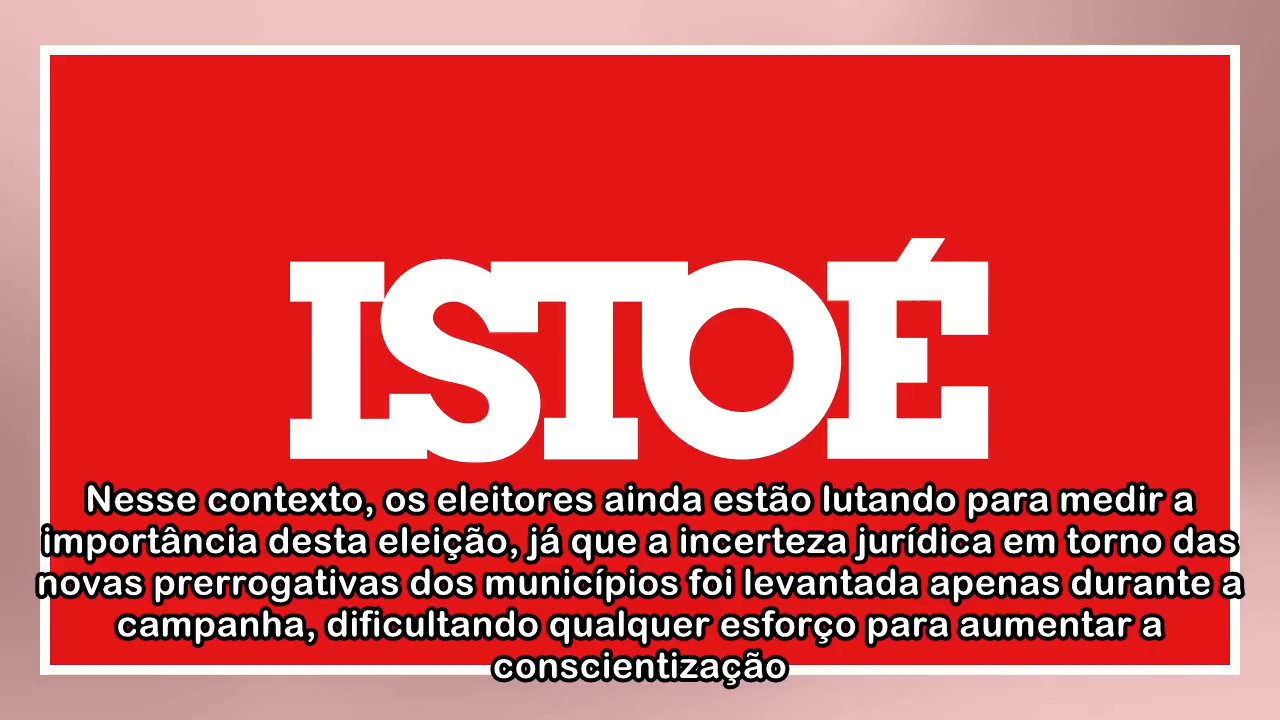 ISTOÉ
Nesse contexto, os eleitores ainda estão lutando para medir a
importância desta eleição, já que a incerteza jurídica em torno das
novas prerrogativas dos municípios foi levantada apenas durante a
campanha, dificultando qualquer esforço para aumentar a
conscientização